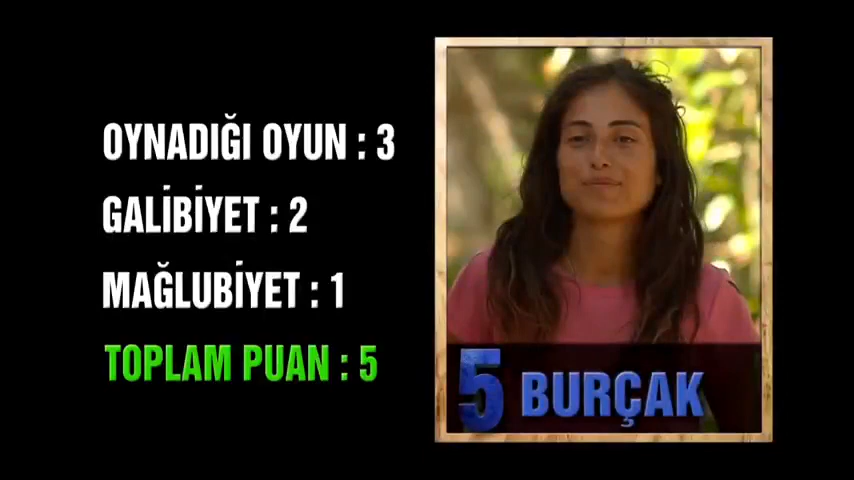 OYNADIĞI OYUN : 3
GALİBİYET : 2
MAĞLUBİYET : 1
TOPLAM PUAN : 5
5 BURÇAK